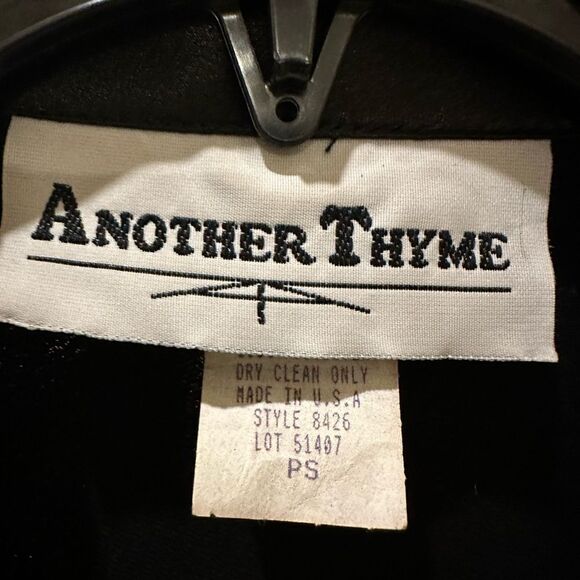 ANOTHER THYME
DRY CLEAN ONLY
MADE IN U.S.A
STYLE 8426
LOT 51407
PS